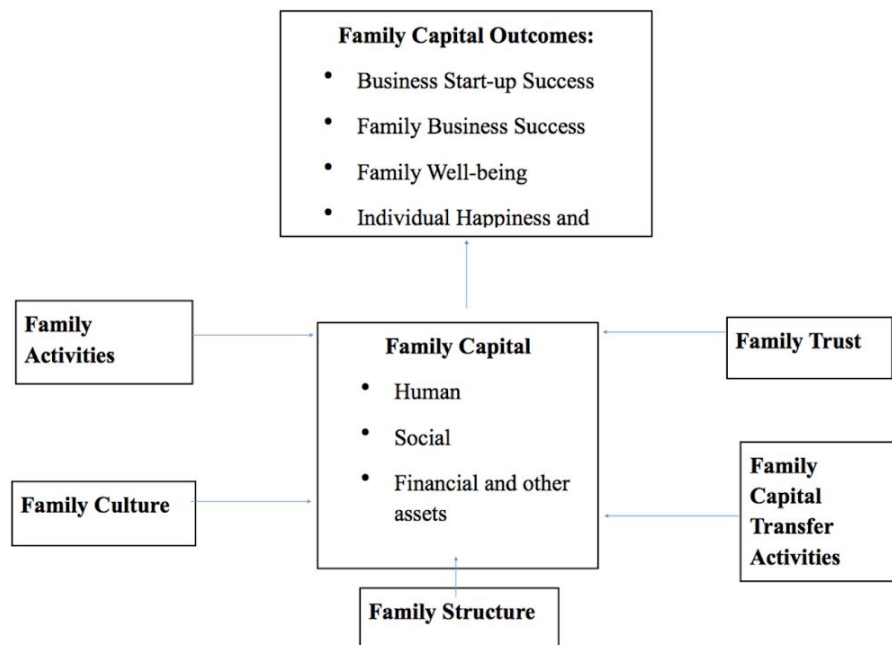 Family Capital Outcomes:
• Business Start-up Success
• Family Business Success
• Family Well-being
• Individual Happiness and
Family
Activities
Family Capital
• Human
• Social
• Financial and other
assets
Family Trust
Family Culture
Family
Capital
Transfer
Activities
Family Structure